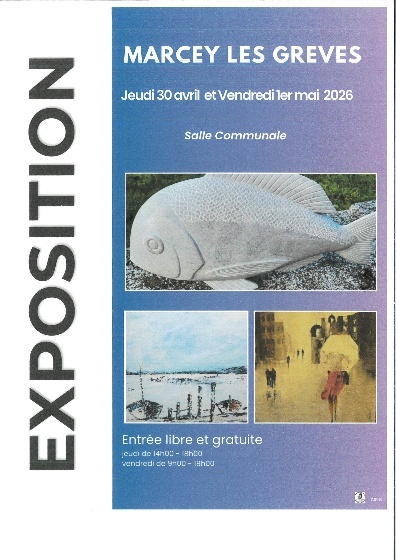 EXPOSITION
MARCEY LES GREVES
Jeudi 30 avril et Vendredi 1er mai 2026
Salle Communale
Entrée libre et gratuite
jeudi de 14h00 - 18h00
vendredi de 9h00 - 18h00